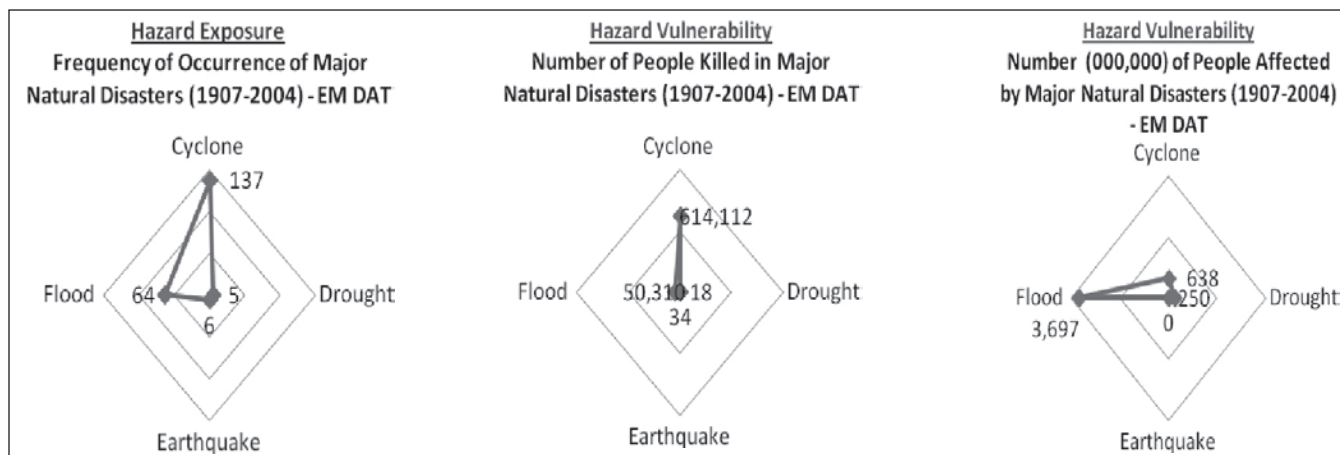 Hazard Exposure
Frequency of Occurrence of Major
Natural Disasters (1907-2004) - EM DAT
Cyclone
137
Flood
64
5
Drought
6
Earthquake
Hazard Vulnerability
Number of People Killed in Major
Natural Disasters (1907-2004) - EM DAT
Cyclone
614,112
Flood
50,310
18
Drought
34
Earthquake
Hazard Vulnerability
Number (000,000) of People Affected
by Major Natural Disasters (1907-2004)
- EM DAT
Cyclone
638
Flood
250
Drought
3,697
0
Earthquake